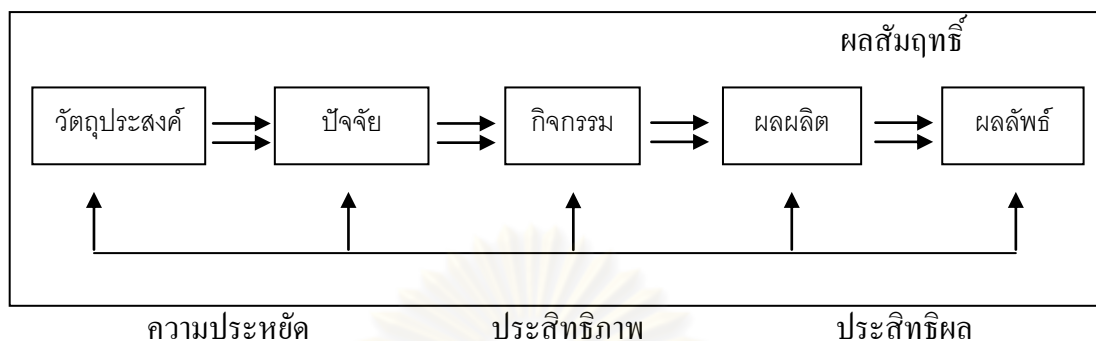 ผลสัมฤทธิ์
วัตถุประสงค์ ปัจจัย กิจกรรม ผลผลิต ผลลัพธ์
ความประหยัด ประสิทธิภาพ ประสิทธิผล